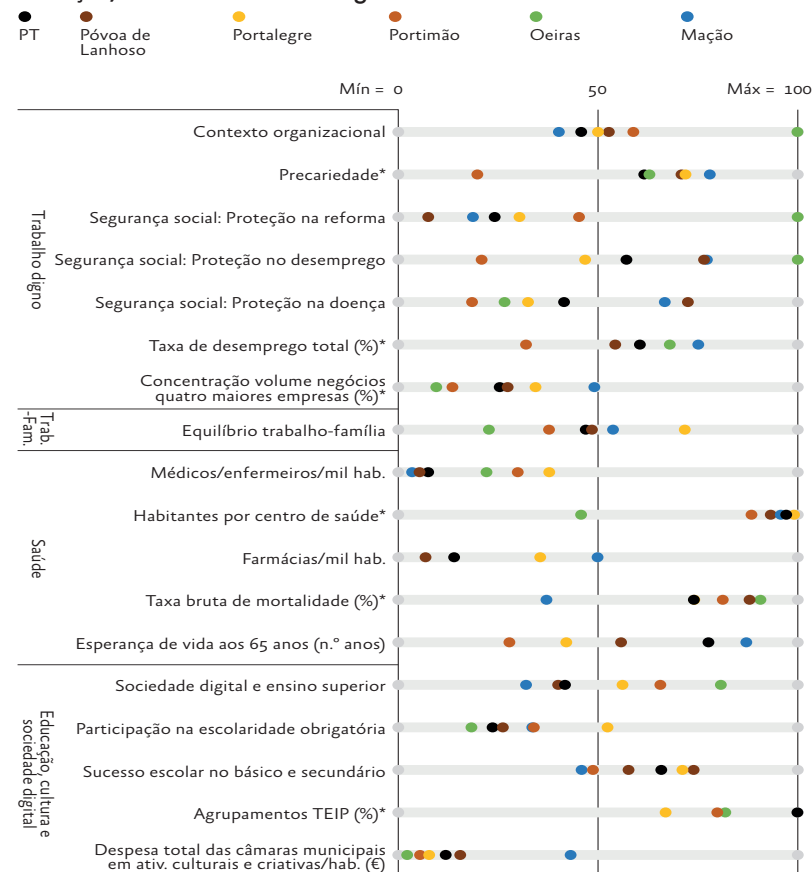 PT
Póvoa de
Lanhoso
Portalegre
Portimão
Oeiras
Mação
Mín = 0
50
Máx = 100
Trabalho digno
Contexto organizacional
Precariedade*
Segurança social: Proteção na reforma
Segurança social: Proteção no desemprego
Segurança social: Proteção na doença
Taxa de desemprego total (%)*
Concentração volume negócios
quatro maiores empresas (%)*
Trab.
-Fam.
Equilíbrio trabalho-família
Saúde
Médicos/enfermeiros/mil hab.
Habitantes por centro de saúde*
Farmácias/mil hab.
Taxa bruta de mortalidade (%)*
Esperança de vida aos 65 anos (n.º anos)
Educação, cultura e
sociedade digital
Sociedade digital e ensino superior
Participação na escolaridade obrigatória
Sucesso escolar no básico e secundário
Agrupamentos TEIP (%)*
Despesa total das câmaras municipais
em ativ. culturais e criativas/hab. (€)